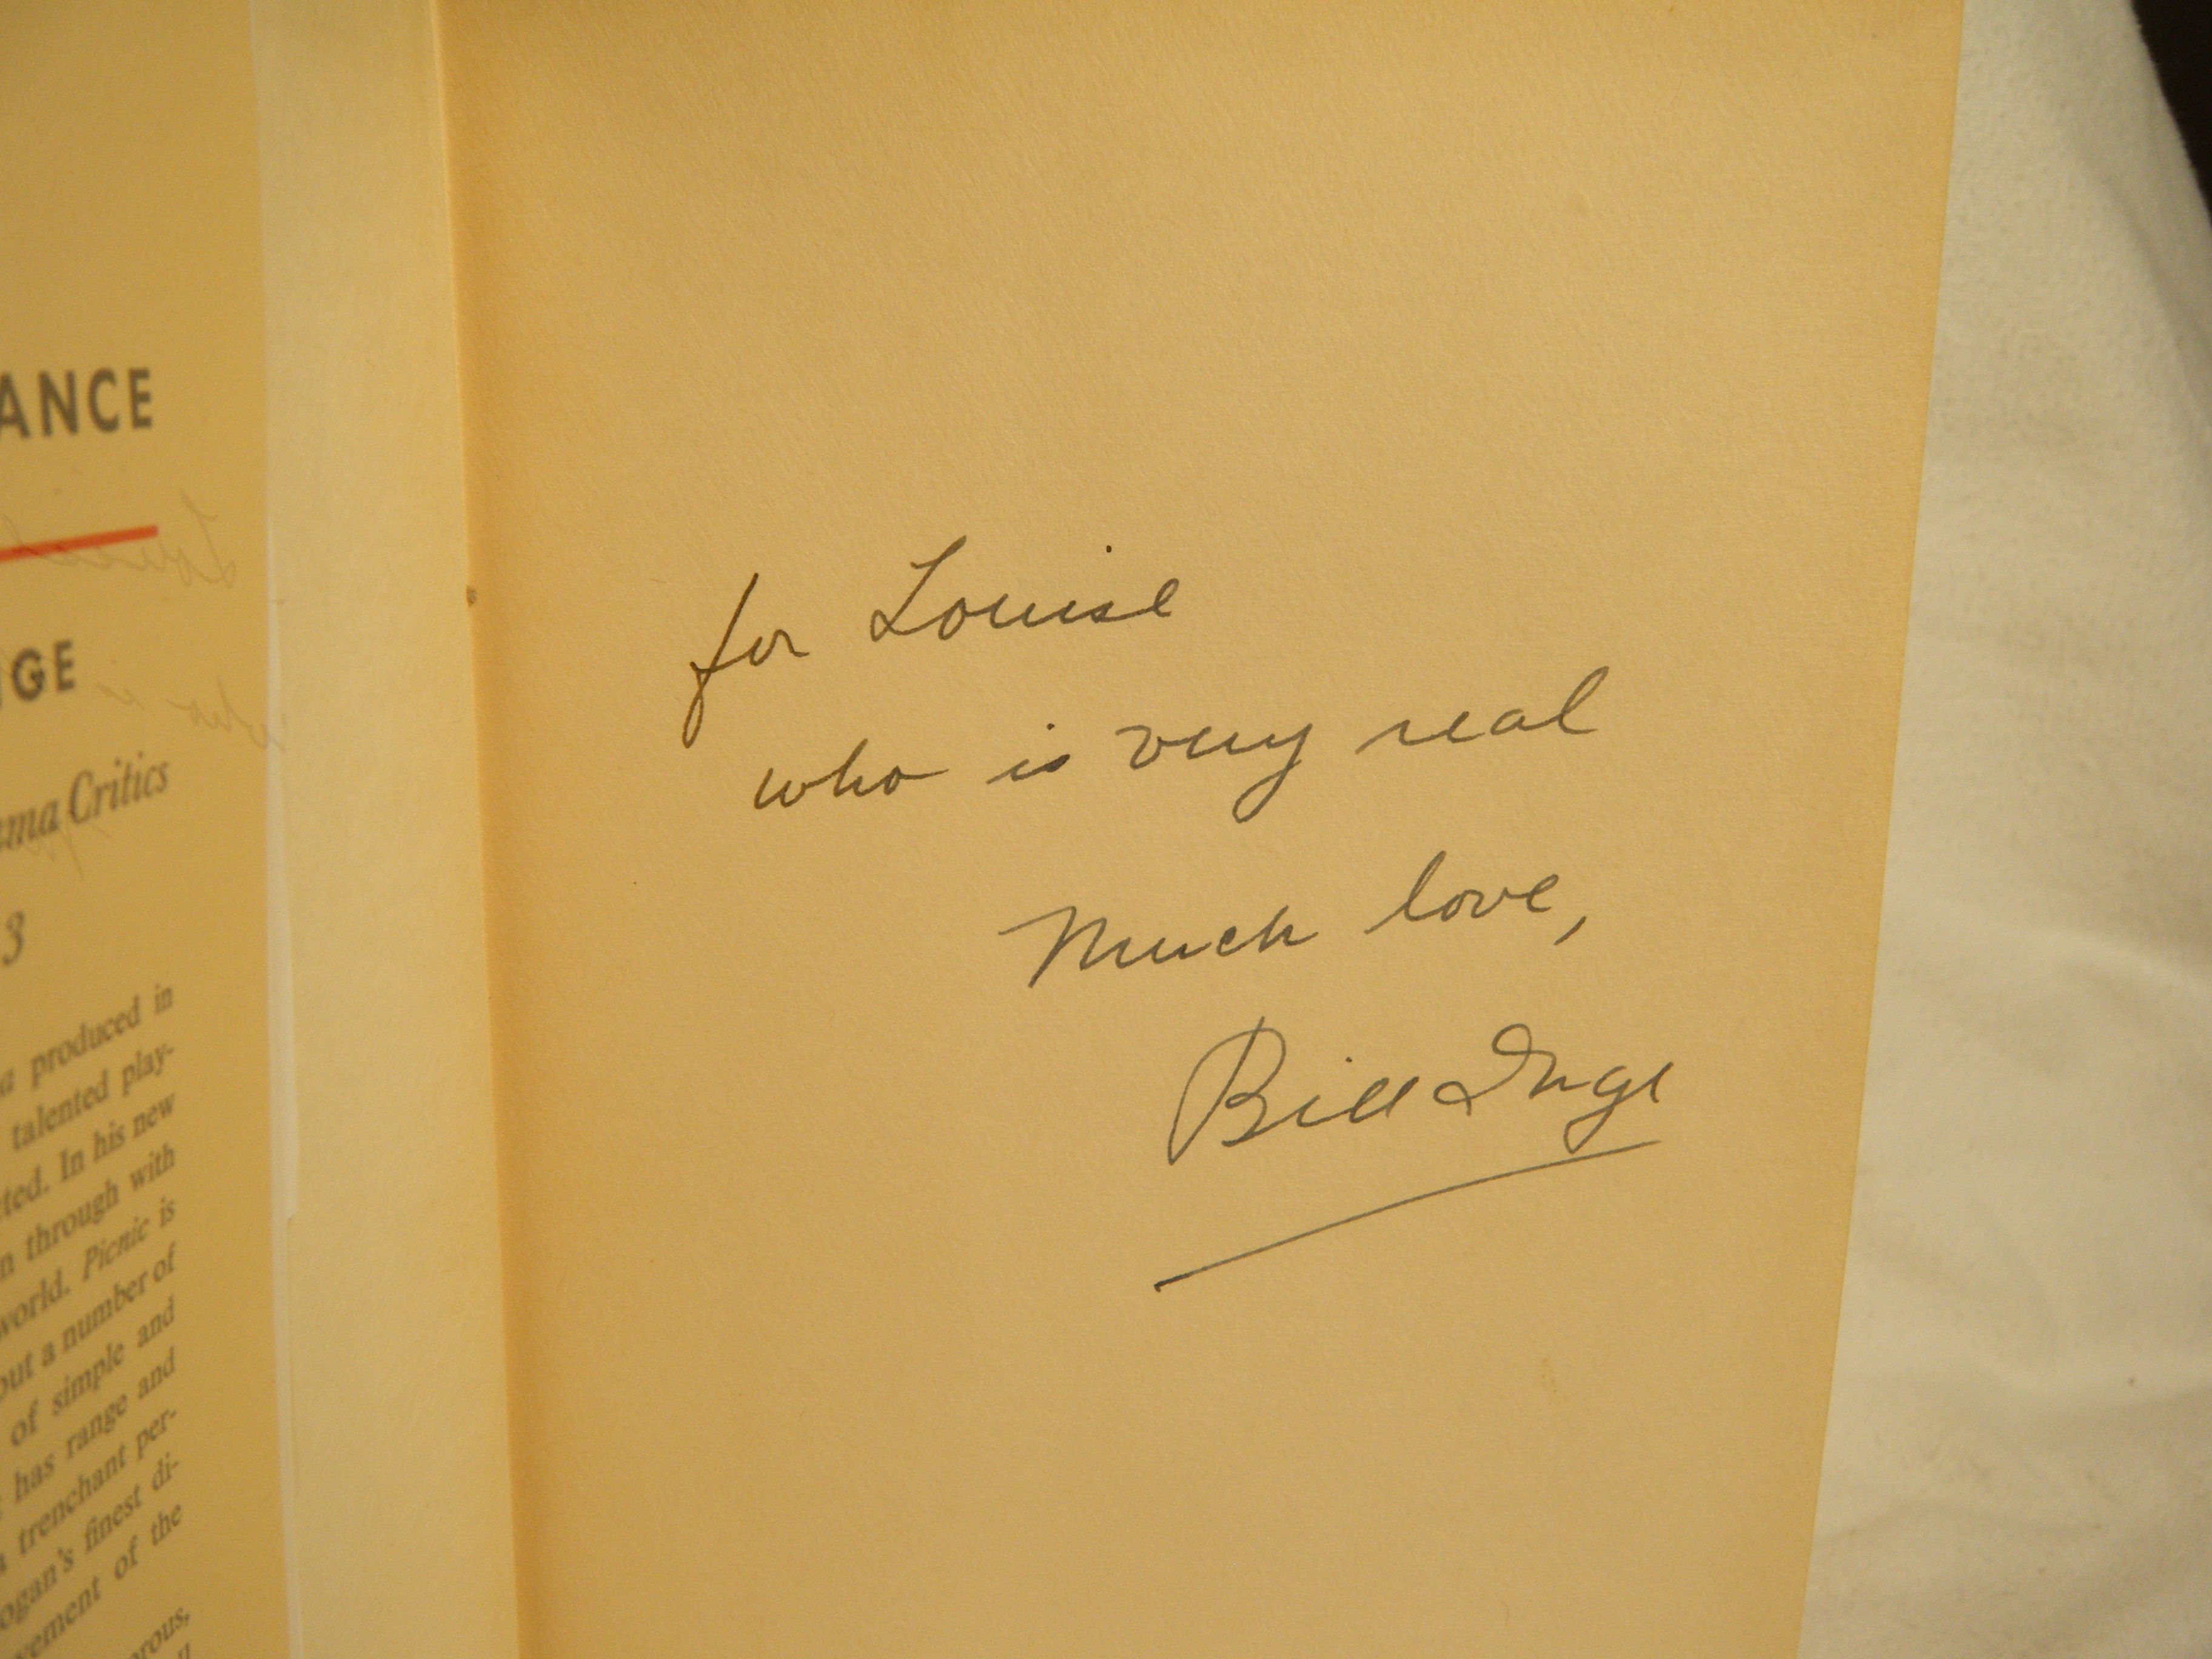 ANCE
GE
ma Critics
3
produced in
talented play-
ted. In his new
n through with
world. Picnic is
out a number of
of simple and
has range and
trenchant per-
ogan's finest di-
vement of the
orous,
for Louise
who is very real
Much love,
Bill Inge